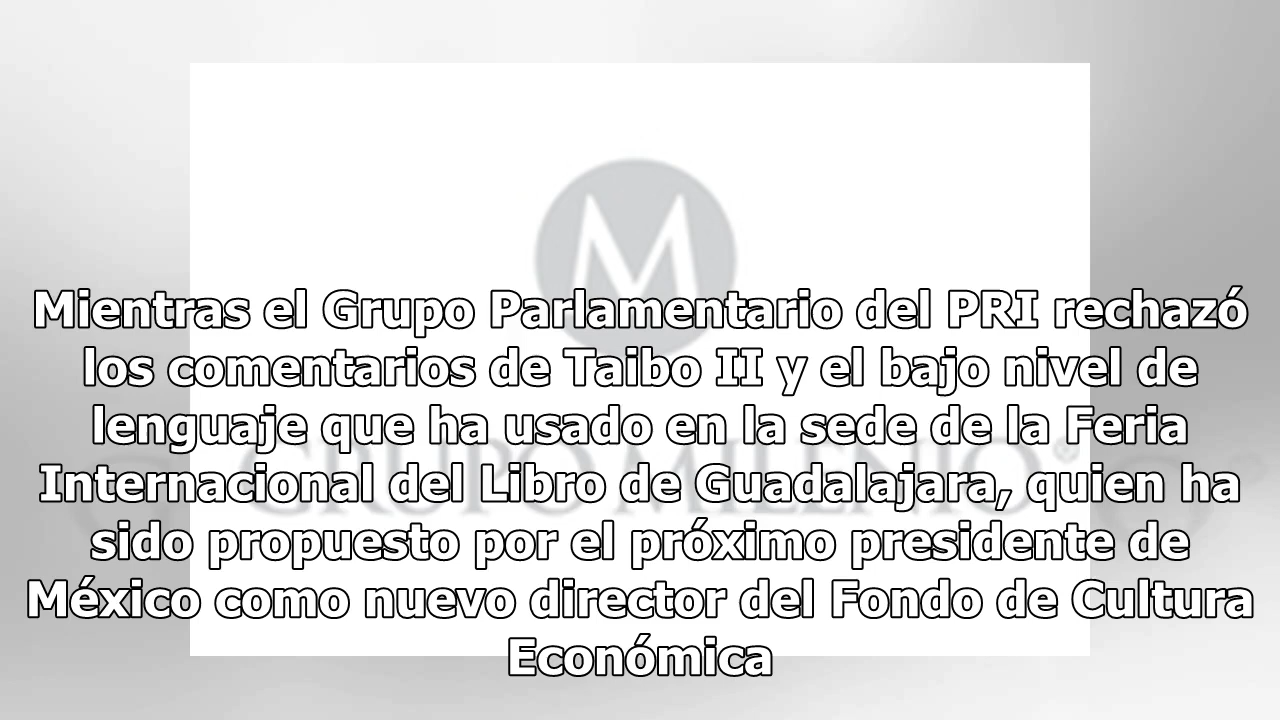 M
Mientras el Grupo Parlamentario del PRI rechazó
los comentarios de Taibo II y el bajo nivel de
lenguaje que ha usado en la sede de la Feria
Internacional del Libro de Guadalajara, quien ha
sido propuesto por el próximo presidente de
México como nuevo director del Fondo de Cultura
Económica
GRUPO MILENIO®